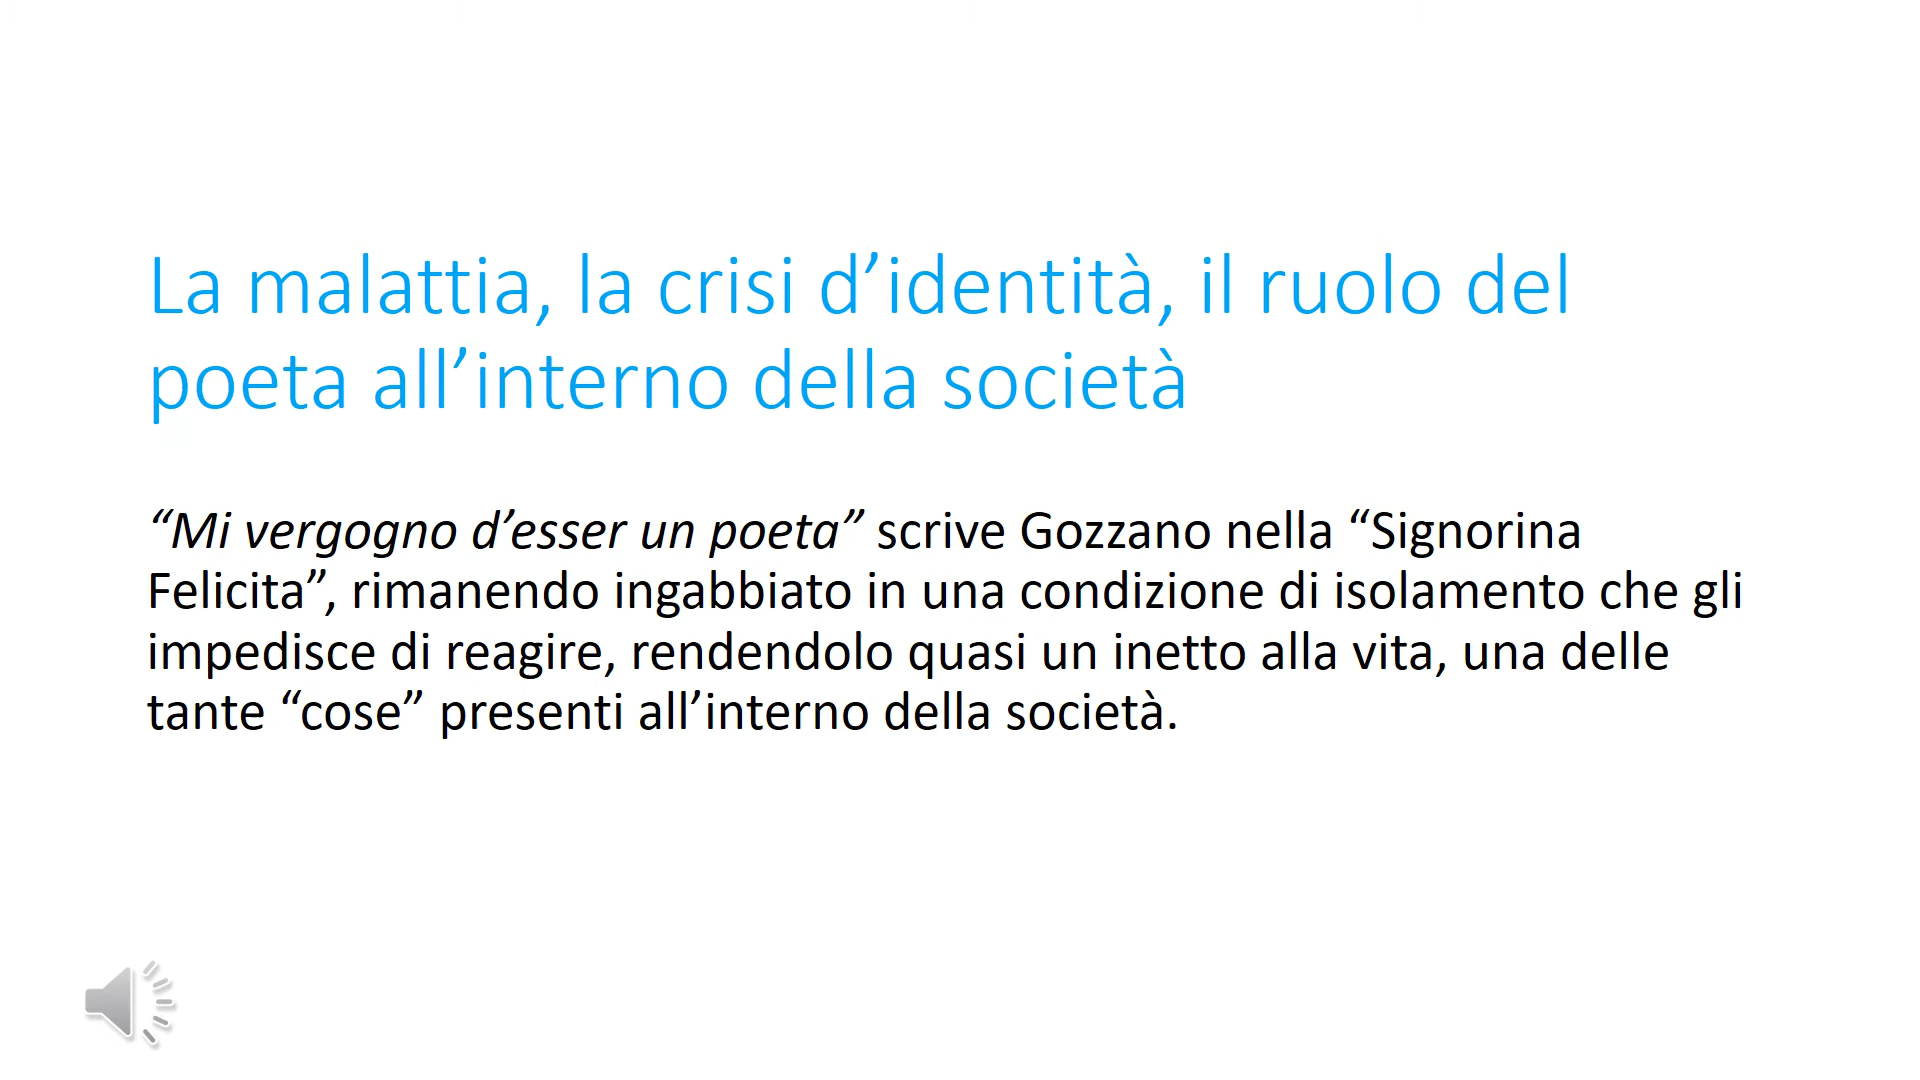 La malattia, la crisi d’identità, il ruolo del
poeta all’interno della società
“Mi vergogno d’esser un poeta” scrive Gozzano nella “Signorina
Felicita”, rimanendo ingabbiato in una condizione di isolamento che gli
impedisce di reagire, rendendolo quasi un inetto alla vita, una delle
tante “cose” presenti all’interno della società.